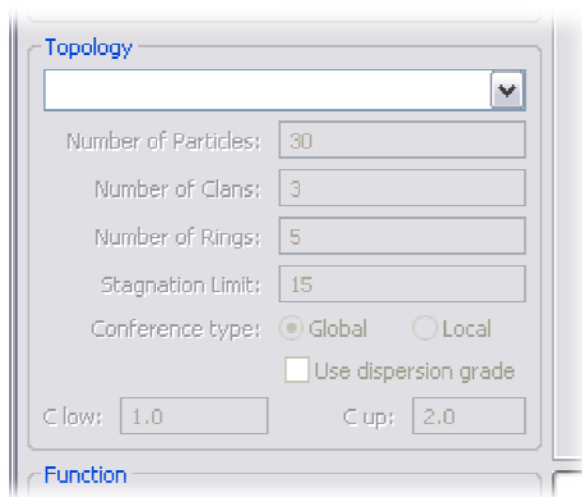 Topology
Number of Particles: 30
Number of Clans: 3
Number of Rings: 5
Stagnation Limit: 15
Conference type: Global Local
Use dispersion grade
C low: 1.0 C up: 2.0
Function